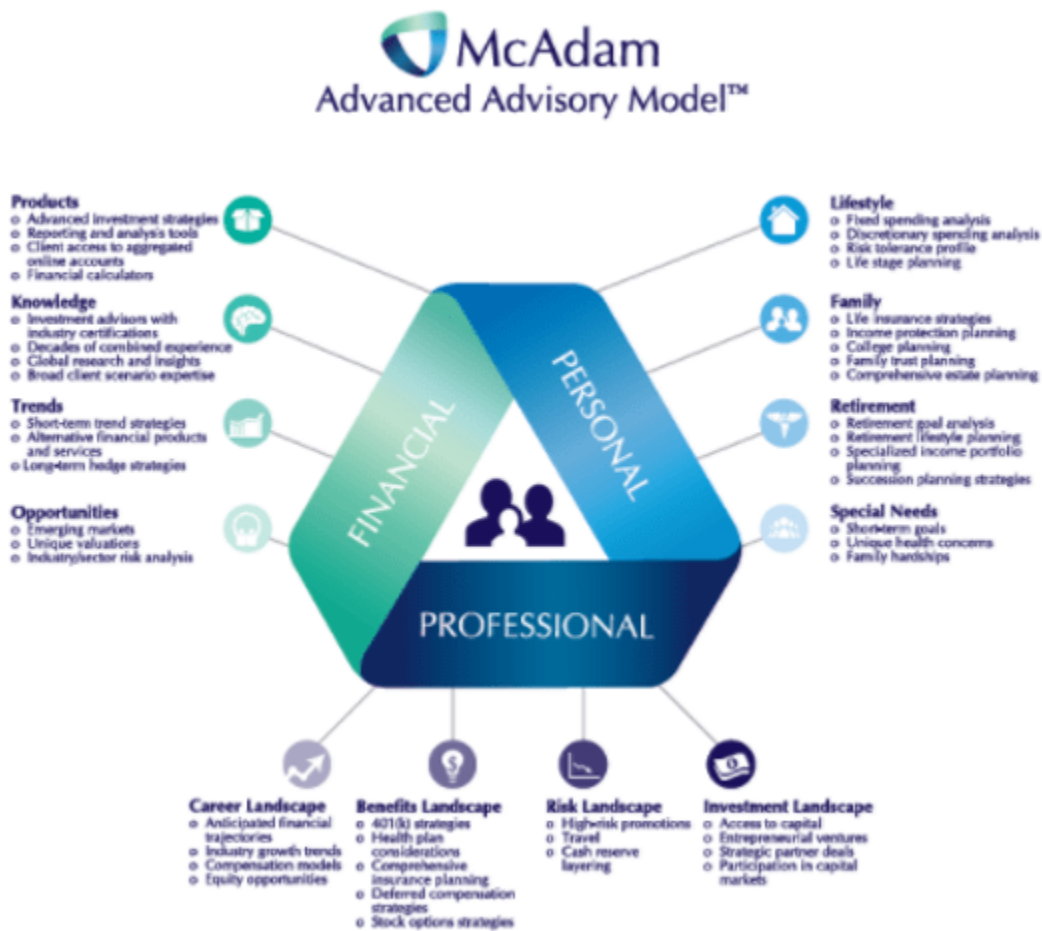 McAdam
Advanced Advisory Model™
Products
o Advanced investment strategies
o Reporting and analysis tools
o Client access to aggregated
online accounts
o Financial calculators
Knowledge
o Investment advisors with
industry certifications
o Decades of combined experience
o Global research and insights
o Broad client scenario expertise
Trends
o Short-term trend strategies
o Alternative financial products
and services
o Long-term hedge strategies
Opportunities
o Emerging markets
o Unique valuations
o Industry/sector risk analysis
Lifestyle
o Fixed spending analysis
o Discretionary spending analysis
o Risk tolerance profile
o Life stage planning
Family
o Life insurance strategies
o Income protection planning
o College planning
o Family trust planning
o Comprehensive estate planning
Retirement
o Retirement goal analysis
o Retirement lifestyle planning
o Specialized income portfolio
planning
o Succession planning strategies
Special Needs
o Short-term goals
o Unique health concerns
o Family hardships
FINANCIAL
PERSONAL
PROFESSIONAL
Career Landscape
o Anticipated financial
trajectories
o Industry growth trends
o Compensation models
o Equity opportunities
Benefits Landscape
o 401(k) strategies
o Health plan
considerations
o Comprehensive
insurance planning
o Deferred compensation
strategies
o Stock options strategies
Risk Landscape
o High-risk promotions
o Travel
o Cash reserve
layering
Investment Landscape
o Access to capital
o Entrepreneurial ventures
o Strategic partner deals
o Participation in capital
markets